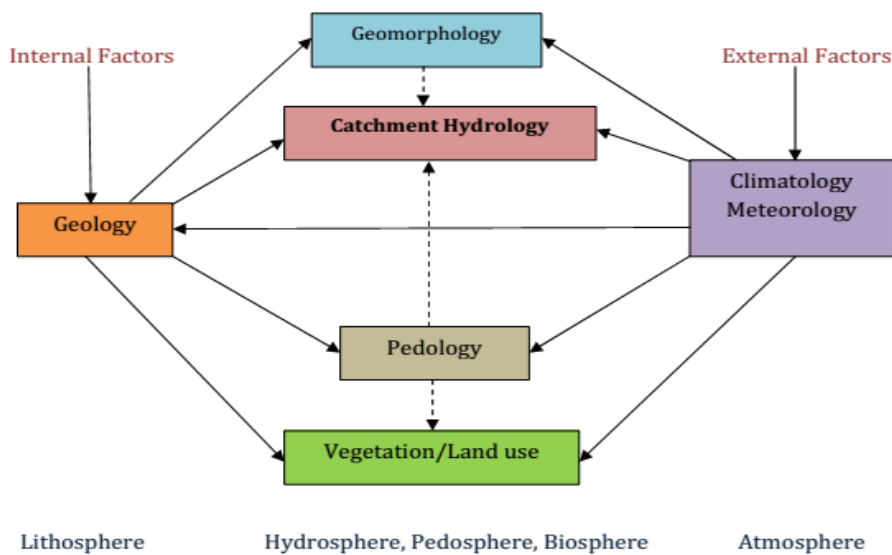 Geomorphology
Internal Factors
External Factors
Catchment Hydrology
Climatology
Meteorology
Geology
Pedology
Vegetation/Land use
Lithosphere
Hydrosphere, Pedosphere, Biosphere
Atmosphere